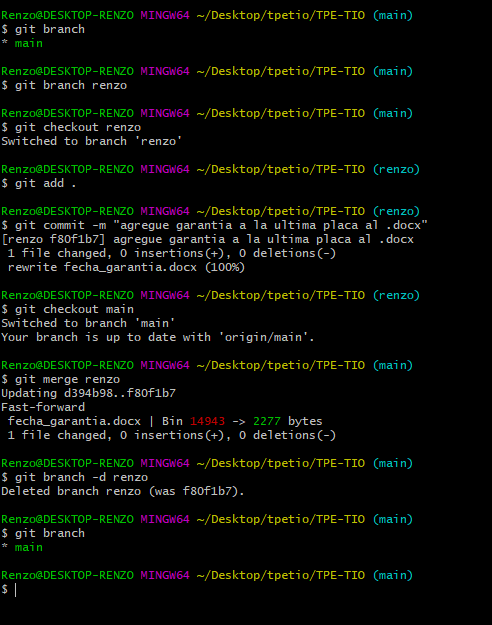 Renzo@DESKTOP-RENZO MINGW64 ~/Desktop/tpetio/TPE-TIO (main)
$ git branch
* main
Renzo@DESKTOP-RENZO MINGW64 ~/Desktop/tpetio/TPE-TIO (main)
$ git branch renzo
Renzo@DESKTOP-RENZO MINGW64 ~/Desktop/tpetio/TPE-TIO (main)
$ git checkout renzo
Switched to branch 'renzo'
Renzo@DESKTOP-RENZO MINGW64 ~/Desktop/tpetio/TPE-TIO (renzo)
$ git add .
Renzo@DESKTOP-RENZO MINGW64 ~/Desktop/tpetio/TPE-TIO (renzo)
$ git commit -m "agregue garantia a la ultima placa al .docx"
[renzo f80f1b7] agregue garantia a la ultima placa al .docx
 1 file changed, 0 insertions(+), 0 deletions(-)
 rewrite fecha_garantia.docx (100%)
Renzo@DESKTOP-RENZO MINGW64 ~/Desktop/tpetio/TPE-TIO (renzo)
$ git checkout main
Switched to branch 'main'
Your branch is up to date with 'origin/main'.
Renzo@DESKTOP-RENZO MINGW64 ~/Desktop/tpetio/TPE-TIO (main)
$ git merge renzo
Updating d394b98..f80f1b7
Fast-forward
 fecha_garantia.docx | Bin 14943 -> 2277 bytes
 1 file changed, 0 insertions(+), 0 deletions(-)
Renzo@DESKTOP-RENZO MINGW64 ~/Desktop/tpetio/TPE-TIO (main)
$ git branch -d renzo
Deleted branch renzo (was f80f1b7).
Renzo@DESKTOP-RENZO MINGW64 ~/Desktop/tpetio/TPE-TIO (main)
$ git branch
* main
Renzo@DESKTOP-RENZO MINGW64 ~/Desktop/tpetio/TPE-TIO (main)
$